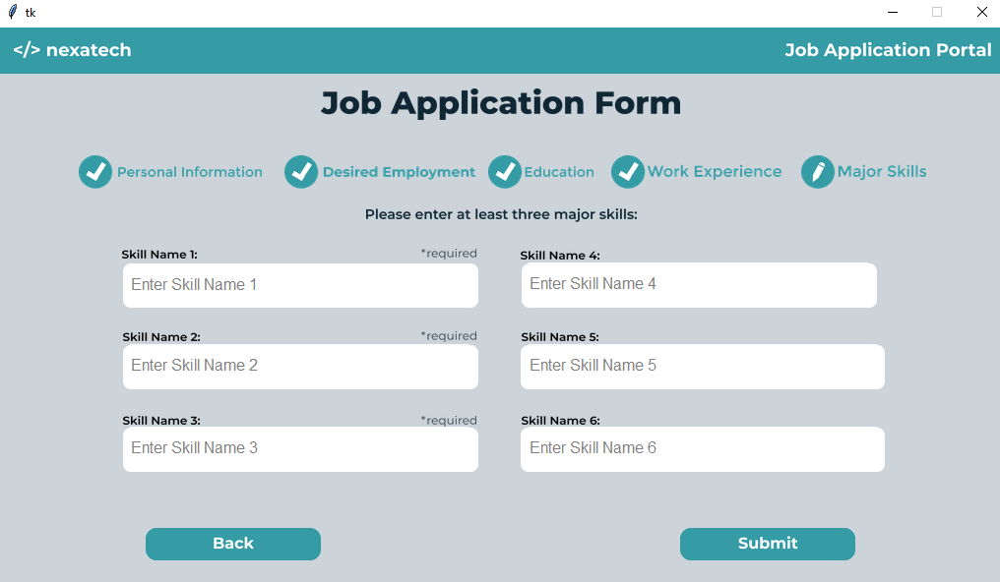 tk
</> nexatech Job Application Portal
Job Application Form
Personal Information Desired Employment Education Work Experience Major Skills
Please enter at least three major skills:
Skill Name 1: *required Skill Name 4:
Enter Skill Name 1 Enter Skill Name 4
Skill Name 2: *required Skill Name 5:
Enter Skill Name 2 Enter Skill Name 5
Skill Name 3: *required Skill Name 6:
Enter Skill Name 3 Enter Skill Name 6
Back Submit